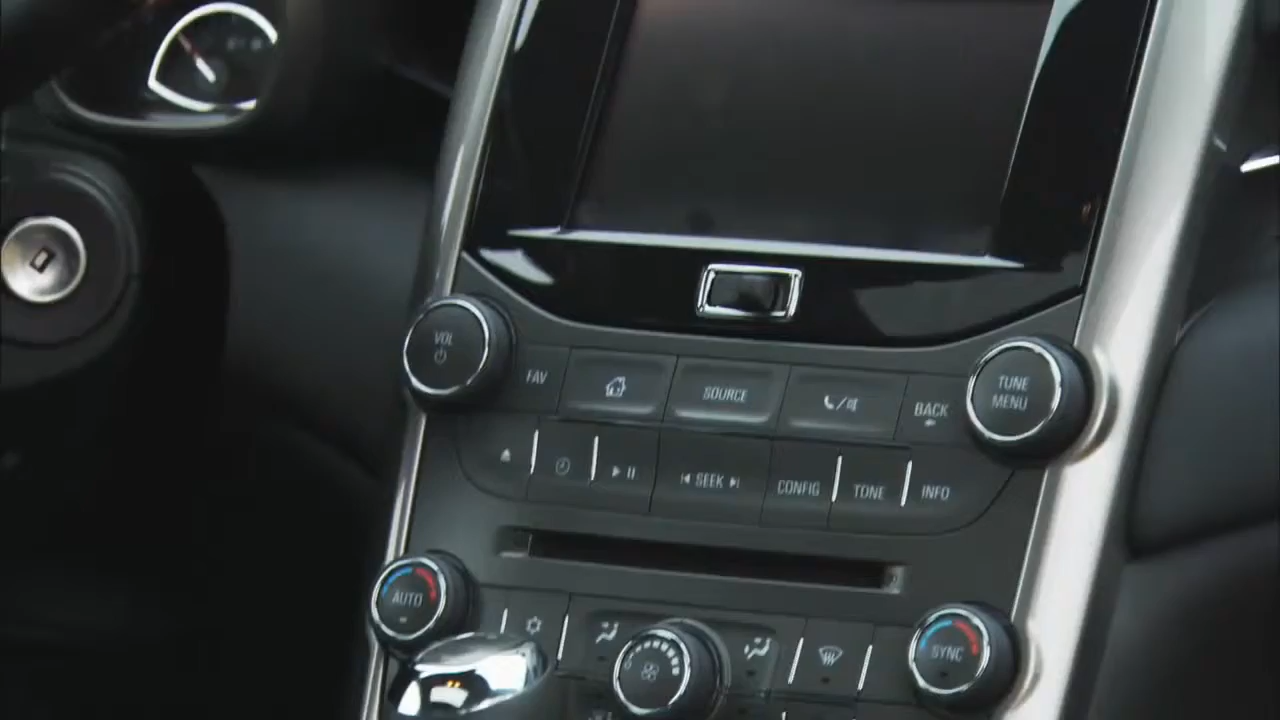 VOL
FAV
SOURCE
BACK
TUNE
MENU
SEEK
CONFIG
TONE
INFO
AUTO
SYNC